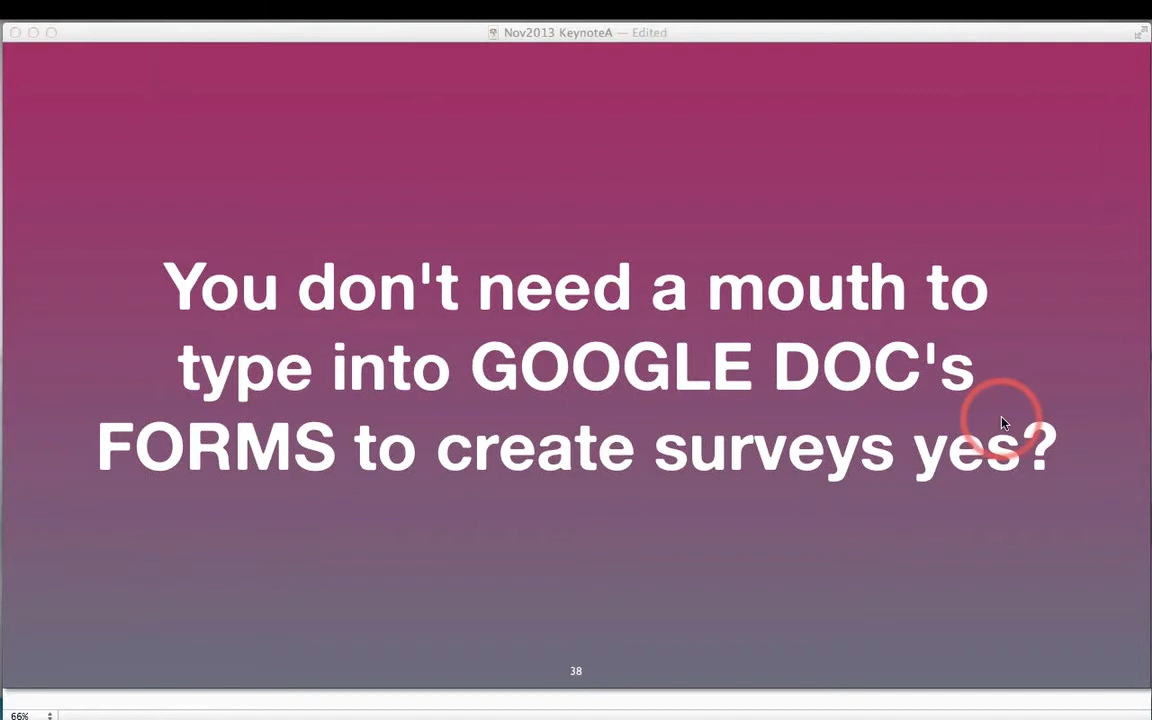 Nov2013 KeynoteA — Edited
You don't need a mouth to
type into GOOGLE DOC's
FORMS to create surveys yes?
38
66%